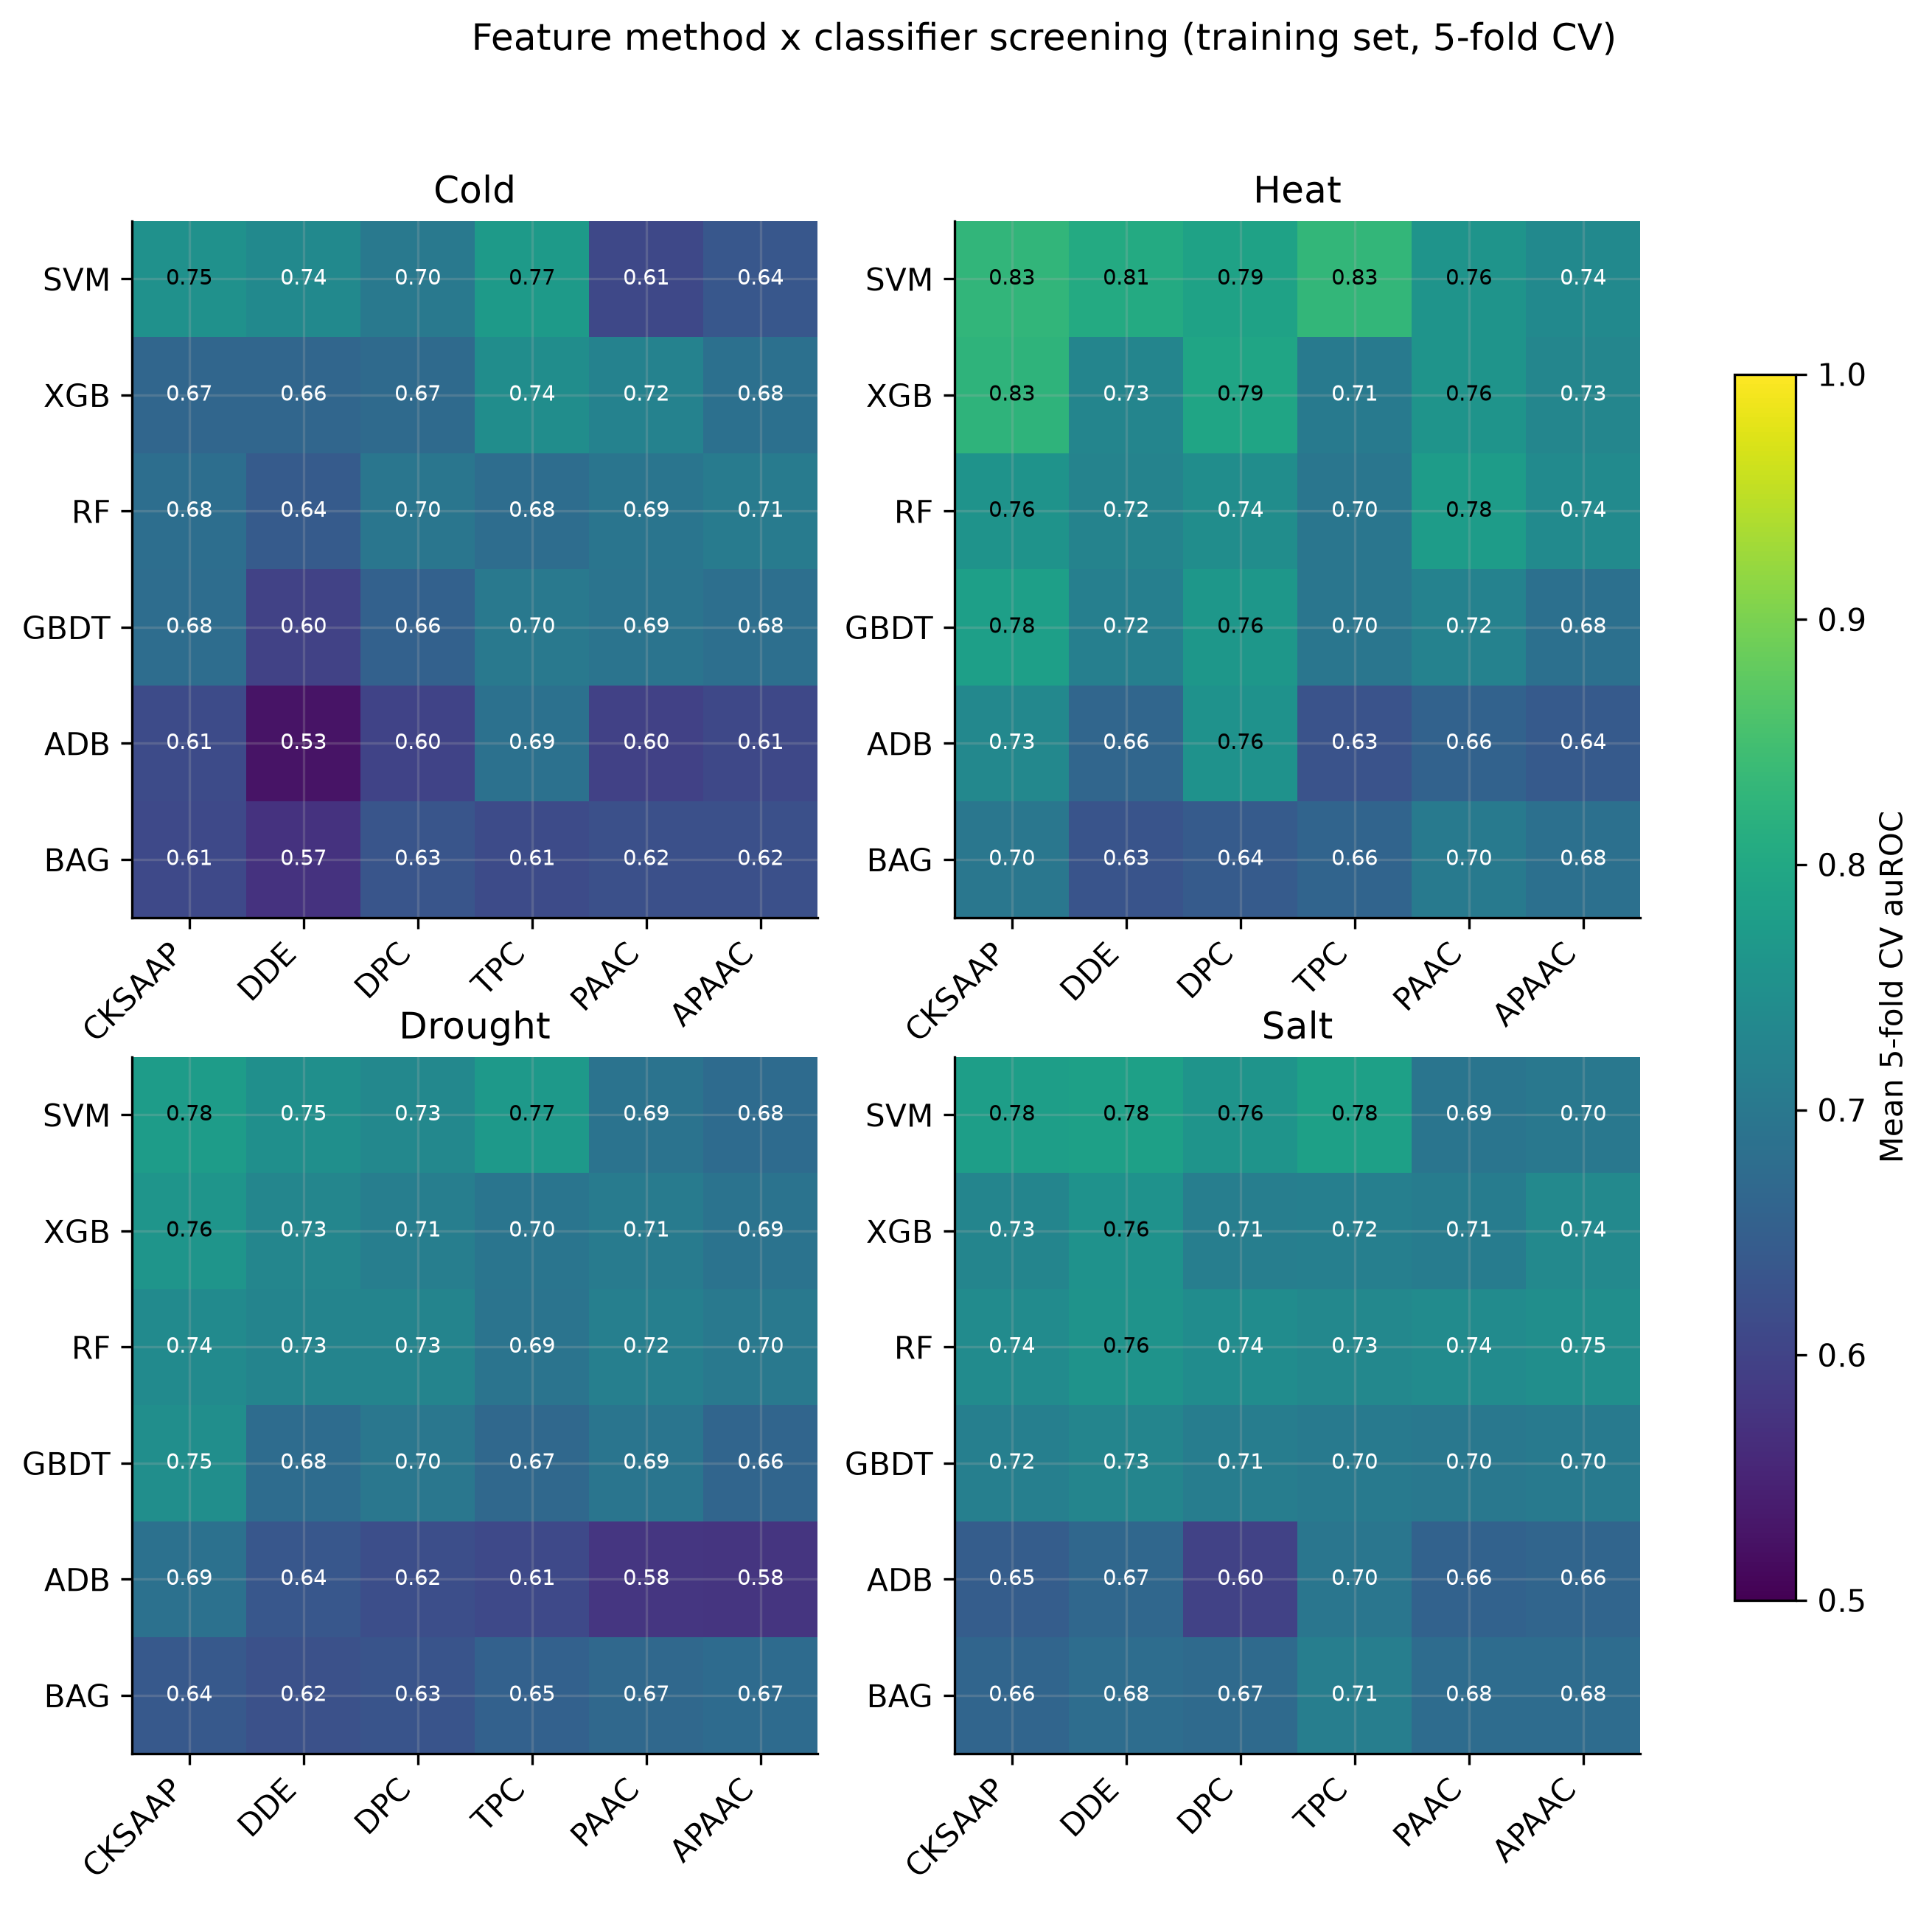 Feature method x classifier screening (training set, 5-fold CV)
Cold
SVM 0.75 0.74 0.70 0.77 0.61 0.64
XGB 0.67 0.66 0.67 0.74 0.72 0.68
RF 0.68 0.64 0.70 0.68 0.69 0.71
GBDT 0.68 0.60 0.66 0.70 0.69 0.68
ADB 0.61 0.53 0.60 0.69 0.60 0.61
BAG 0.61 0.57 0.63 0.61 0.62 0.62
CKSAAP DDE DPC TPC PAAC APAAC
Heat
SVM 0.83 0.81 0.79 0.83 0.76 0.74
XGB 0.83 0.73 0.79 0.71 0.76 0.73
RF 0.76 0.72 0.74 0.70 0.78 0.74
GBDT 0.78 0.72 0.76 0.70 0.72 0.68
ADB 0.73 0.66 0.76 0.63 0.66 0.64
BAG 0.70 0.63 0.64 0.66 0.70 0.68
CKSAAP DDE DPC TPC PAAC APAAC
Drought
SVM 0.78 0.75 0.73 0.77 0.69 0.68
XGB 0.76 0.73 0.71 0.70 0.71 0.69
RF 0.74 0.73 0.73 0.69 0.72 0.70
GBDT 0.75 0.68 0.70 0.67 0.69 0.66
ADB 0.69 0.64 0.62 0.61 0.58 0.58
BAG 0.64 0.62 0.63 0.65 0.67 0.67
CKSAAP DDE DPC TPC PAAC APAAC
Salt
SVM 0.78 0.78 0.76 0.78 0.69 0.70
XGB 0.73 0.76 0.71 0.72 0.71 0.74
RF 0.74 0.76 0.74 0.73 0.74 0.75
GBDT 0.72 0.73 0.71 0.70 0.70 0.70
ADB 0.65 0.67 0.60 0.70 0.66 0.66
BAG 0.66 0.68 0.67 0.71 0.68 0.68
CKSAAP DDE DPC TPC PAAC APAAC
1.0
0.9
0.8
0.7
0.6
0.5
Mean 5-fold CV auROC